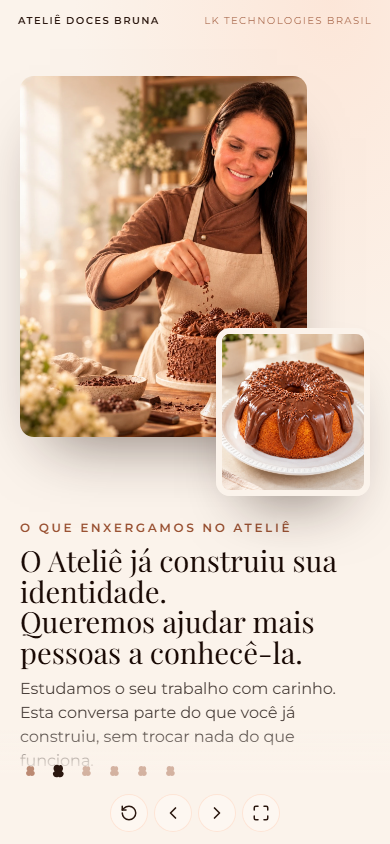 ATELIÊ DOCES BRUNA
LK TECHNOLOGIES BRASIL
O QUE ENXERGAMOS NO ATELIÊ
O Ateliê já construiu sua
identidade.
Queremos ajudar mais
pessoas a conhecê-la.
Estudamos o seu trabalho com carinho.
Esta conversa parte do que você já
construiu, sem trocar nada do que
funciona.